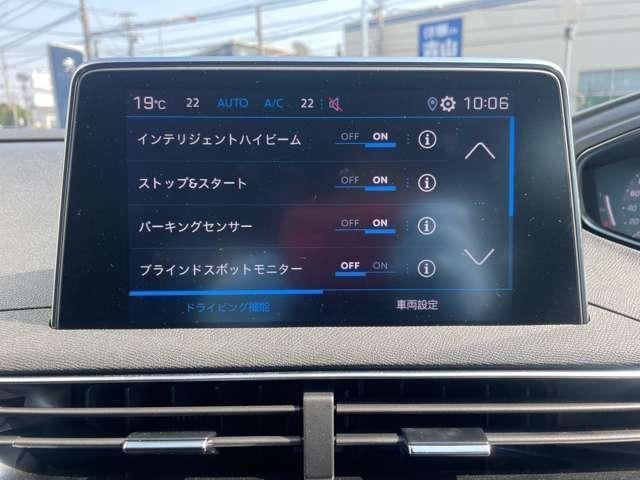 19°C 22 AUTO A/C 22 10:06
インテリジェントハイビーム OFF ON
ストップ&スタート OFF ON
パーキングセンサー OFF ON
ブラインドスポットモニター OFF ON
ドライビング機能 車両設定